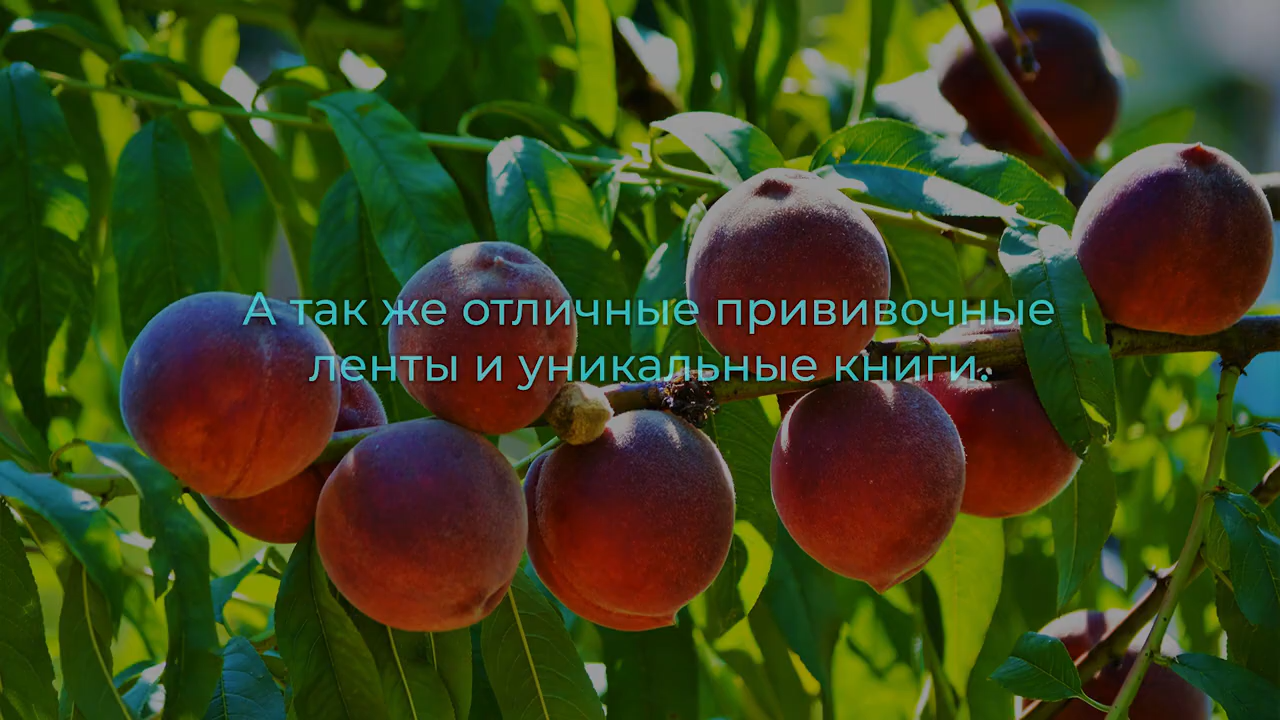 А так же отличные прививочные
ленты и уникальные книги.